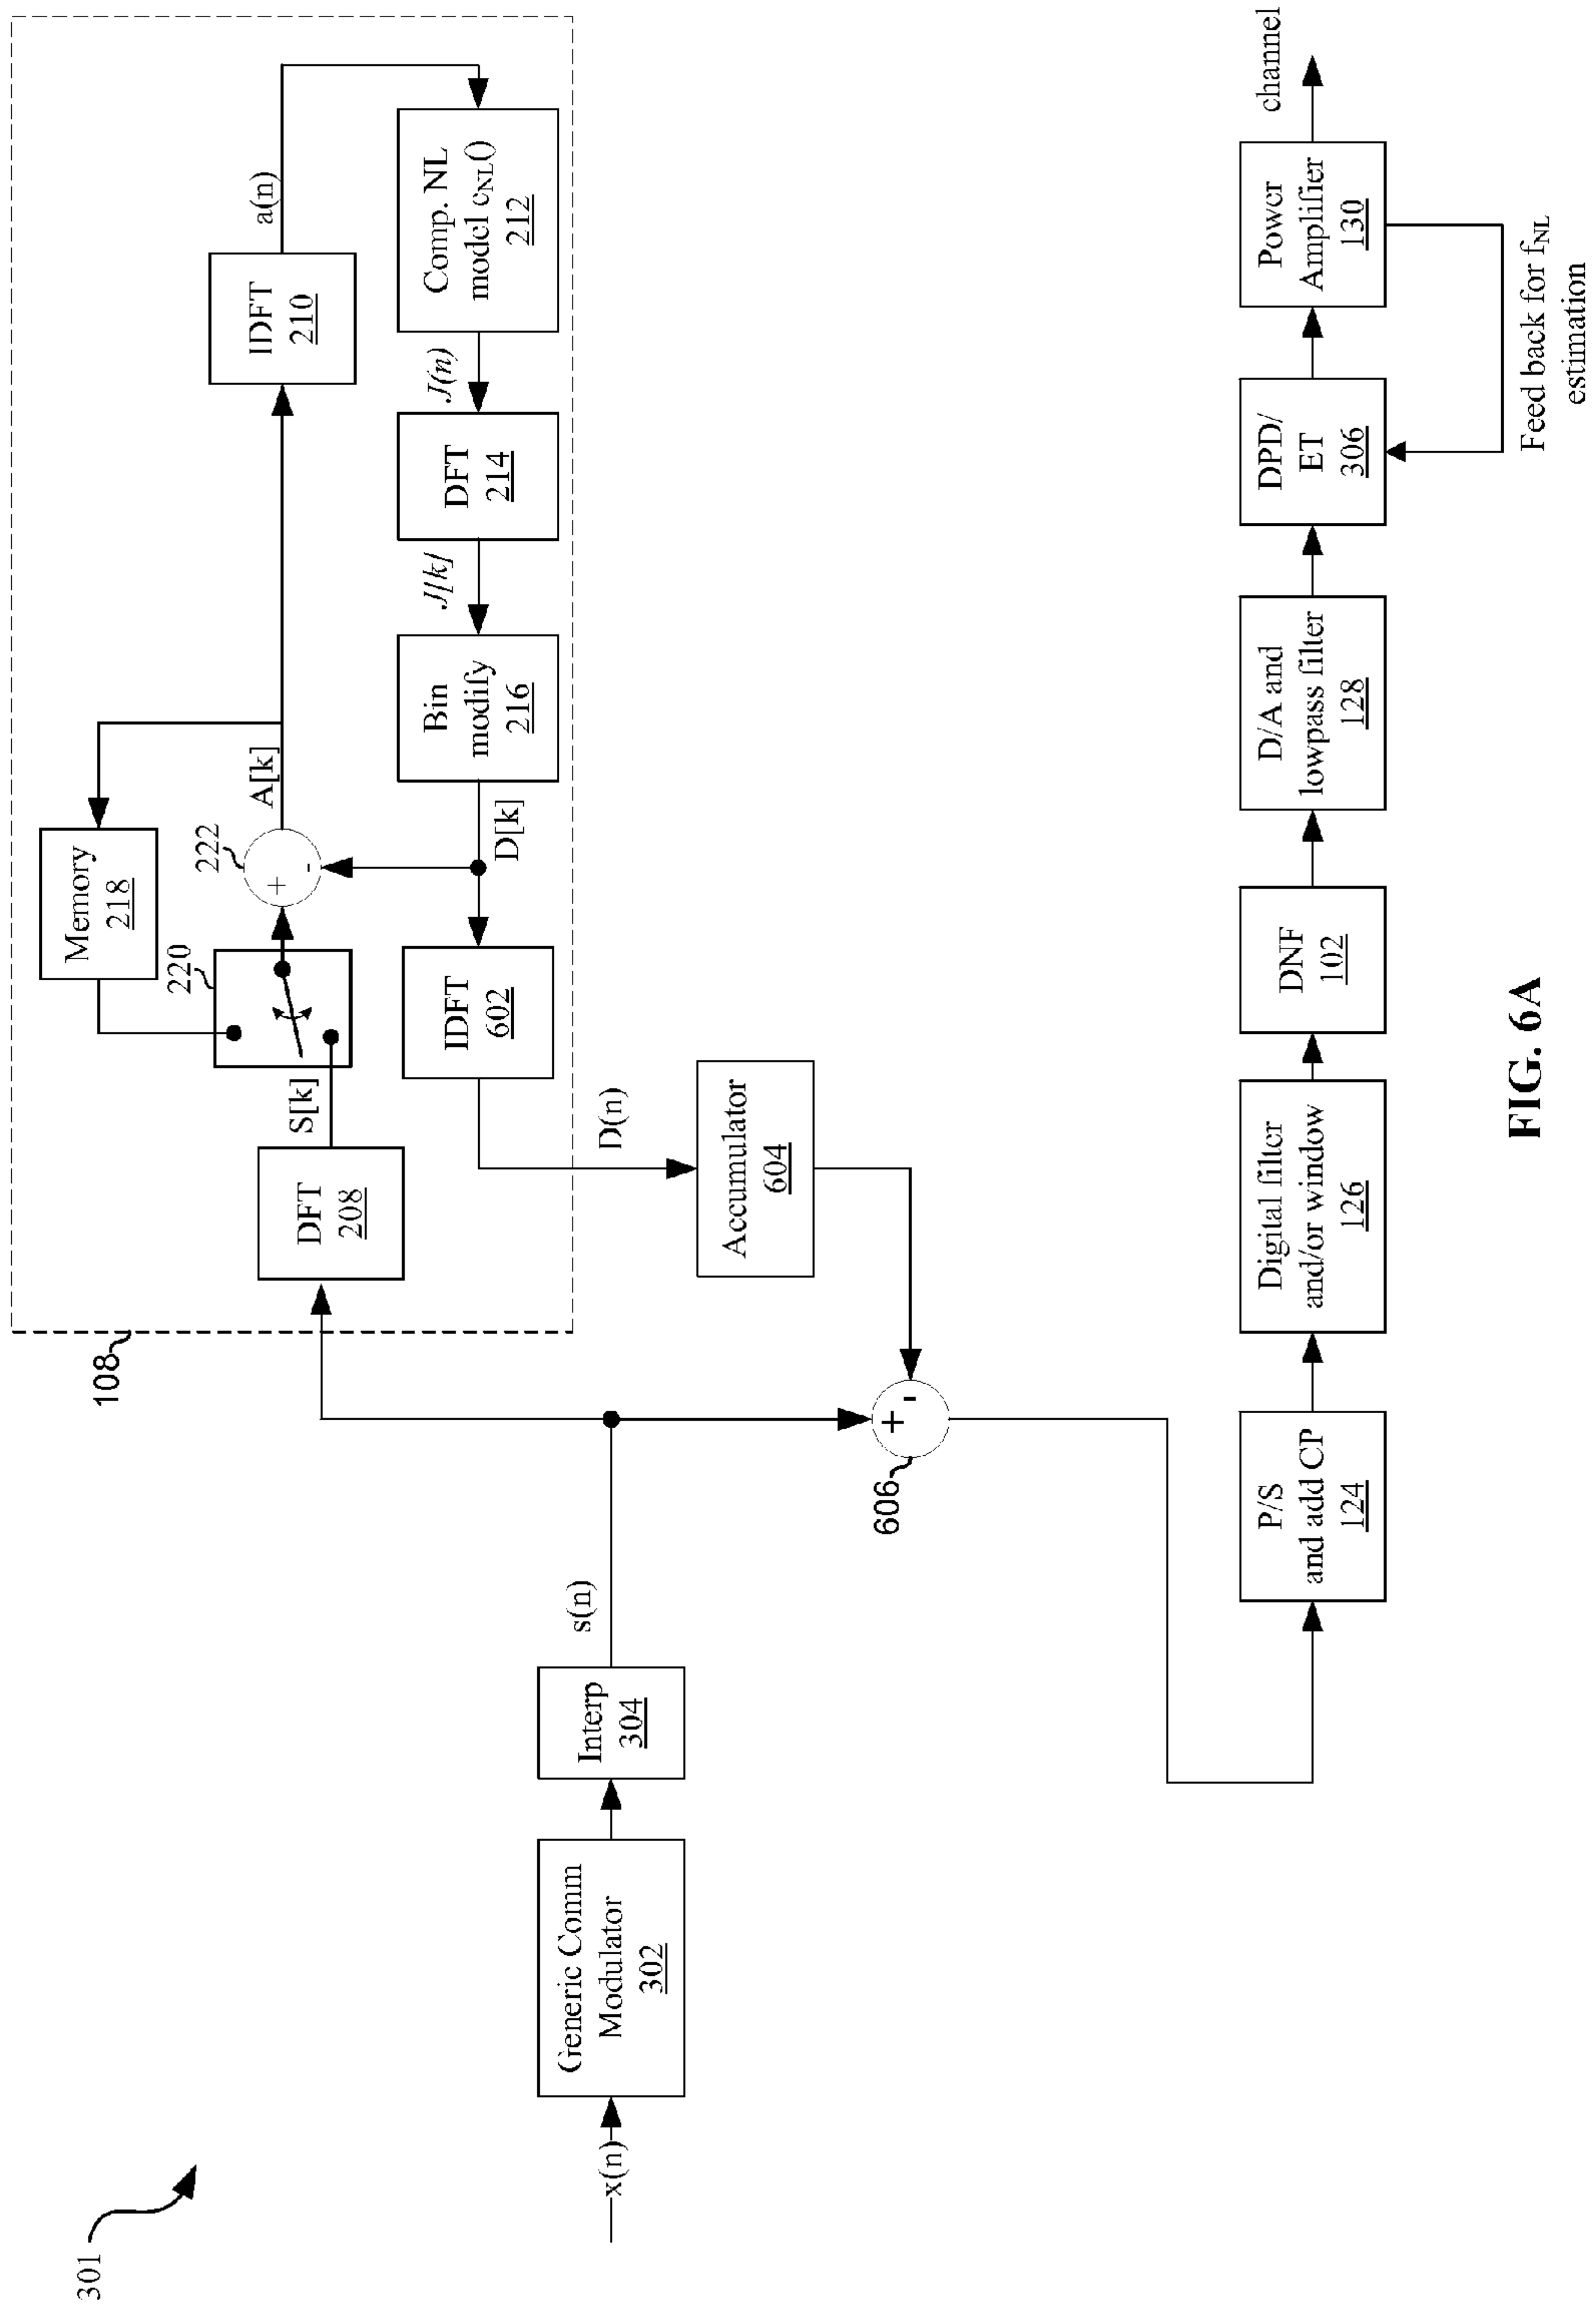 301
x(n)
Generic Comm
Modulator
302
Interp
304
s(n)
108
DFT
208
S[k]
220
Memory
218
222
+
-
A[k]
IDFT
210
a(n)
Comp. NL
model cNL()
212
J(n)
DFT
214
J[k]
Bin
modify
216
D[k]
IDFT
602
D(n)
Accumulator
604
606
+
-
P/S
and add CP
124
Digital filter
and/or window
126
DNF
102
D/A and
lowpass filter
128
DPD/
ET
306
Power
Amplifier
130
channel
Feed back for fNL
estimation
FIG. 6A